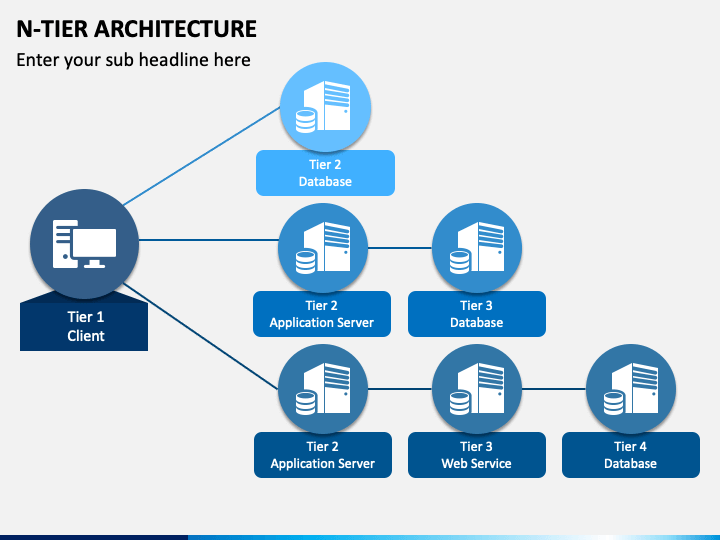 N-TIER ARCHITECTURE
Enter your sub headline here
Tier 2
Database
Tier 1
Client
Tier 2
Application Server
Tier 3
Database
Tier 2
Application Server
Tier 3
Web Service
Tier 4
Database